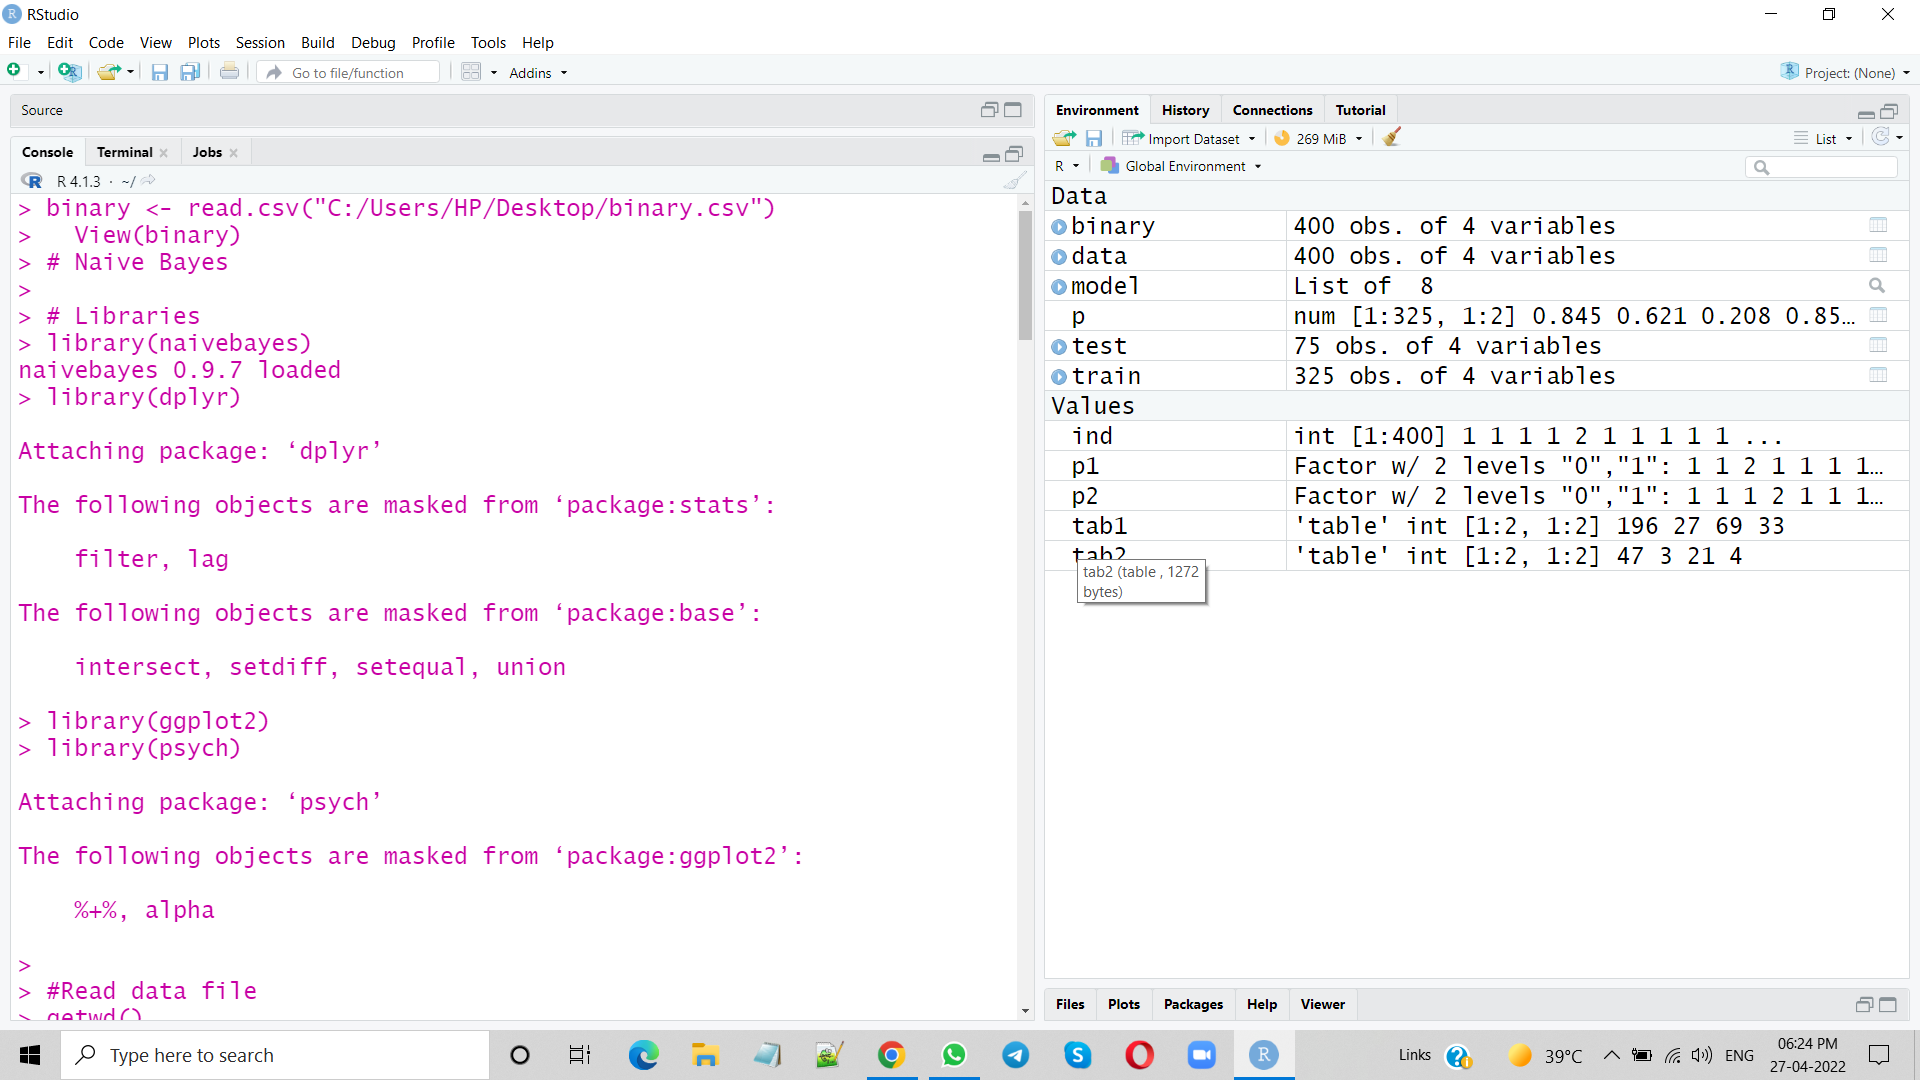 RStudio
File Edit Code View Plots Session Build Debug Profile Tools Help
Go to file/function Addins Project: (None)
Source
Console Terminal Jobs
R 4.1.3 · ~/
> binary <- read.csv("C:/Users/HP/Desktop/binary.csv")
> View(binary)
> # Naive Bayes
>
> # Libraries
> library(naivebayes)
naivebayes 0.9.7 loaded
> library(dplyr)
Attaching package: ‘dplyr’
The following objects are masked from ‘package:stats’:
filter, lag
The following objects are masked from ‘package:base’:
intersect, setdiff, setequal, union
> library(ggplot2)
> library(psych)
Attaching package: ‘psych’
The following objects are masked from ‘package:ggplot2’:
%+%, alpha
>
> #Read data file
> getwd()
Environment History Connections Tutorial
Import Dataset 269 MiB List
R Global Environment
Data
binary 400 obs. of 4 variables
data 400 obs. of 4 variables
model List of 8
p num [1:325, 1:2] 0.845 0.621 0.208 0.85…
test 75 obs. of 4 variables
train 325 obs. of 4 variables
Values
ind int [1:400] 1 1 1 1 2 1 1 1 1 1 ...
p1 Factor w/ 2 levels "0","1": 1 1 2 1 1 1 1…
p2 Factor w/ 2 levels "0","1": 1 1 1 2 1 1 1…
tab1 'table' int [1:2, 1:2] 196 27 69 33
tab2 'table' int [1:2, 1:2] 47 3 21 4
tab2 (table , 1272
bytes)
Files Plots Packages Help Viewer
Type here to search
Links 39°C ENG 06:24 PM
27-04-2022